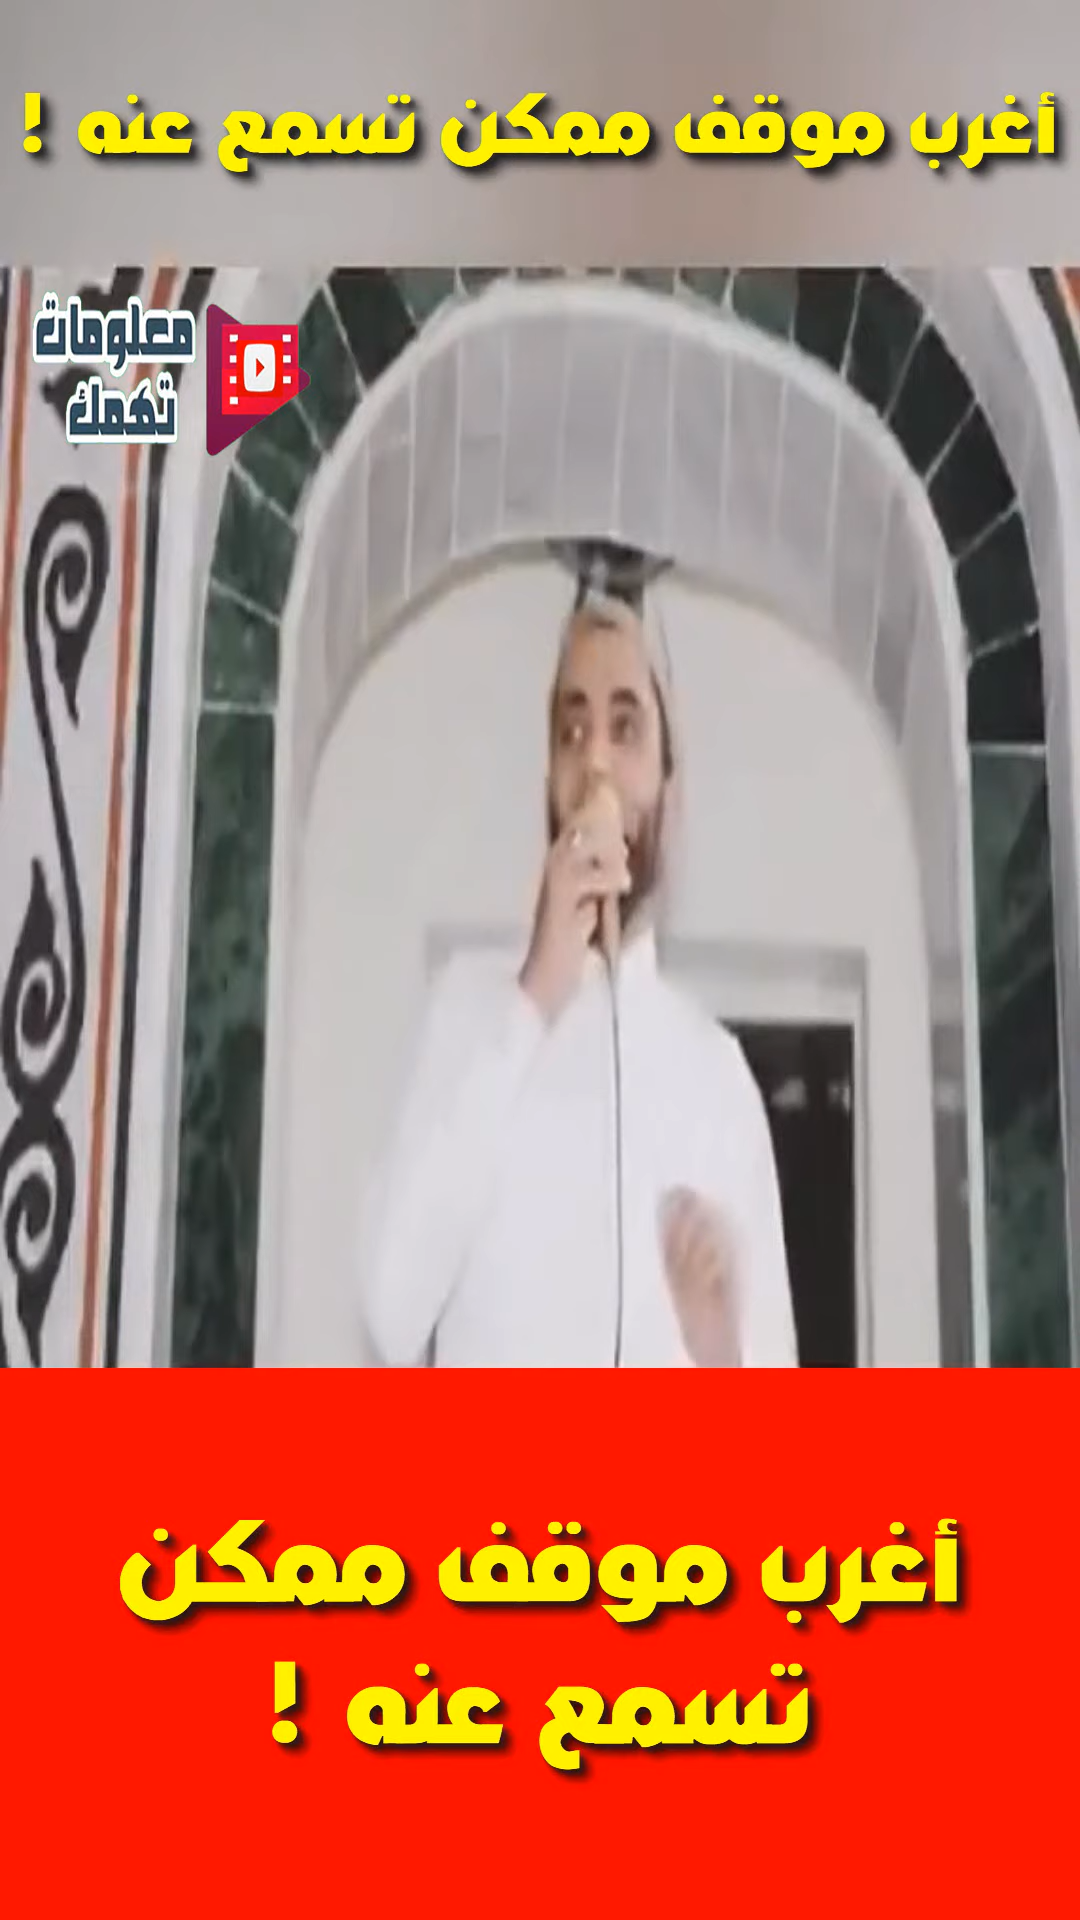 أغرب موقف ممكن تسمع عنه !
معلومات
تهمك
أغرب موقف ممكن
تسمع عنه !